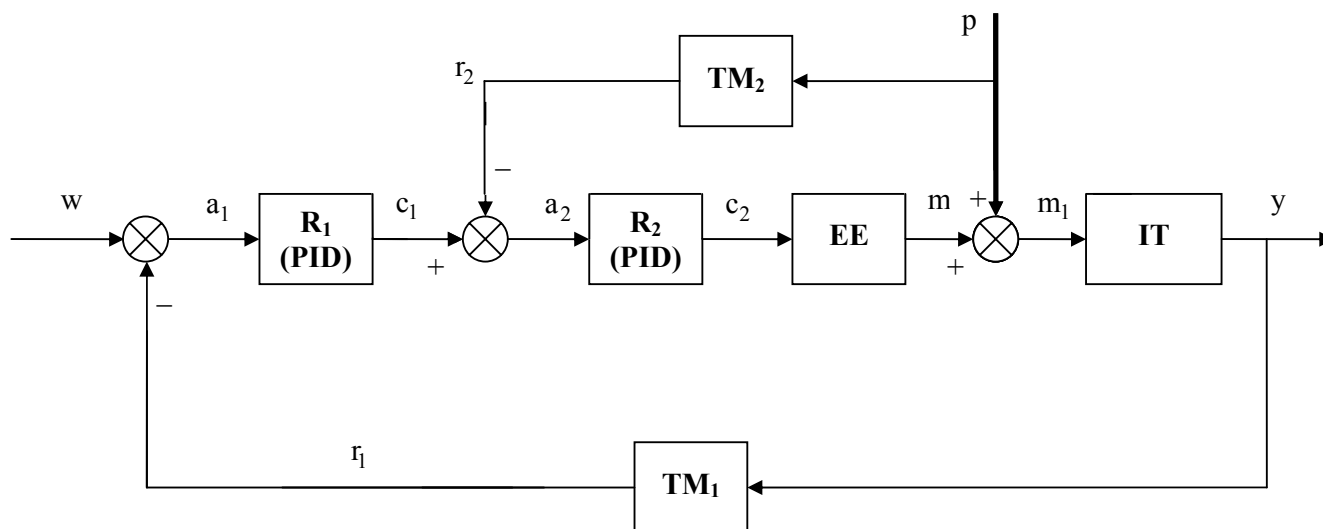 p
r₂
TM₂
−
w
a₁
R₁
(PID)
c₁
+
a₂
R₂
(PID)
c₂
EE
m
+
+
m₁
IT
y
−
r₁
TM₁